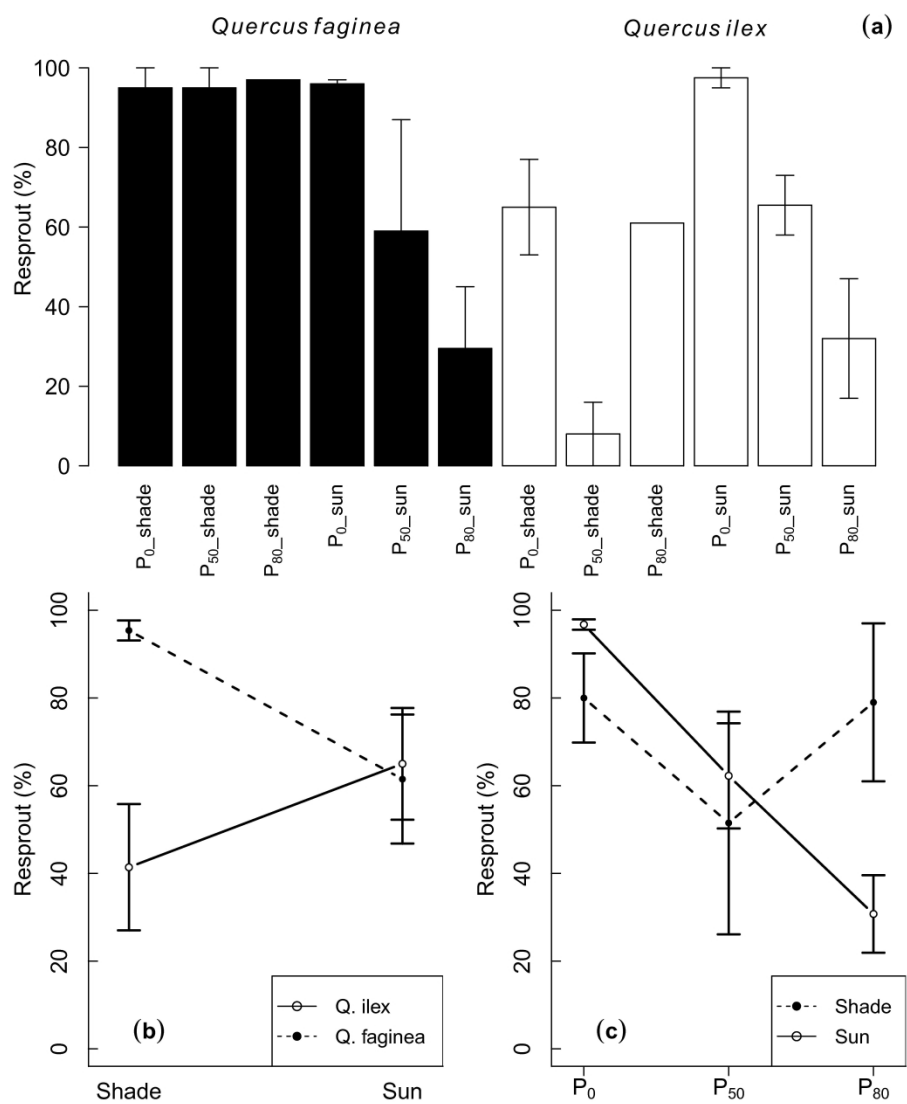 Quercus faginea Quercus ilex (a)
Resprout (%)
100
80
60
40
20
0
P₀_shade P₅₀_shade P₈₀_shade P₀_sun P₅₀_sun P₈₀_sun P₀_shade P₅₀_shade P₈₀_shade P₀_sun P₅₀_sun P₈₀_sun
Resprout (%)
100
80
60
40
20
0
(b)
Q. ilex
Q. faginea
Shade Sun
Resprout (%)
100
80
60
40
20
0
(c)
Shade
Sun
P₀ P₅₀ P₈₀